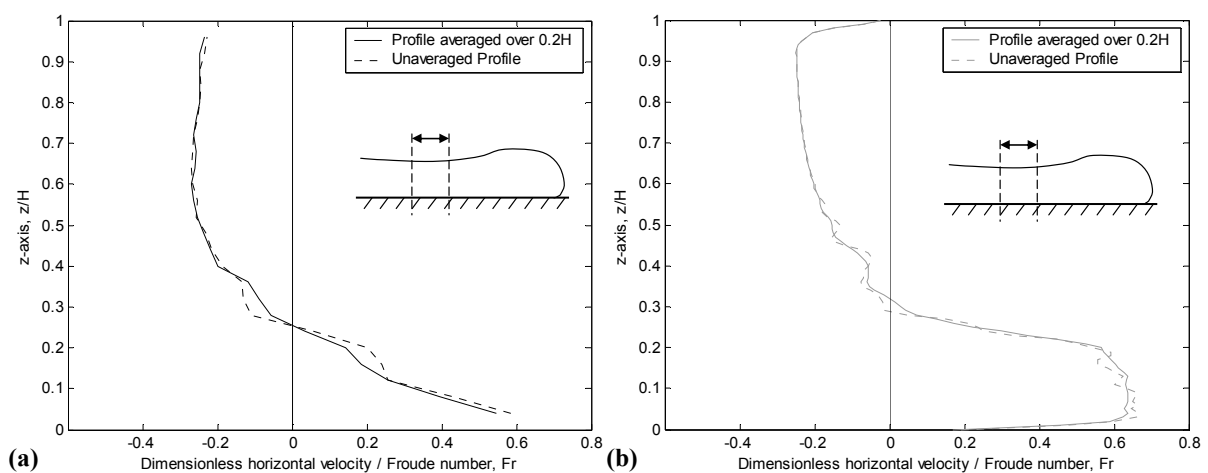 1
0.9
0.8
0.7
0.6
0.5
0.4
0.3
0.2
0.1
0
z-axis, z/H
Profile averaged over 0.2H
Unaveraged Profile
-0.4 -0.2 0 0.2 0.4 0.6 0.8
Dimensionless horizontal velocity / Froude number, Fr
(a)
1
0.9
0.8
0.7
0.6
0.5
0.4
0.3
0.2
0.1
0
z-axis, z/H
Profile averaged over 0.2H
Unaveraged Profile
-0.4 -0.2 0 0.2 0.4 0.6 0.8
Dimensionless horizontal velocity / Froude number, Fr
(b)